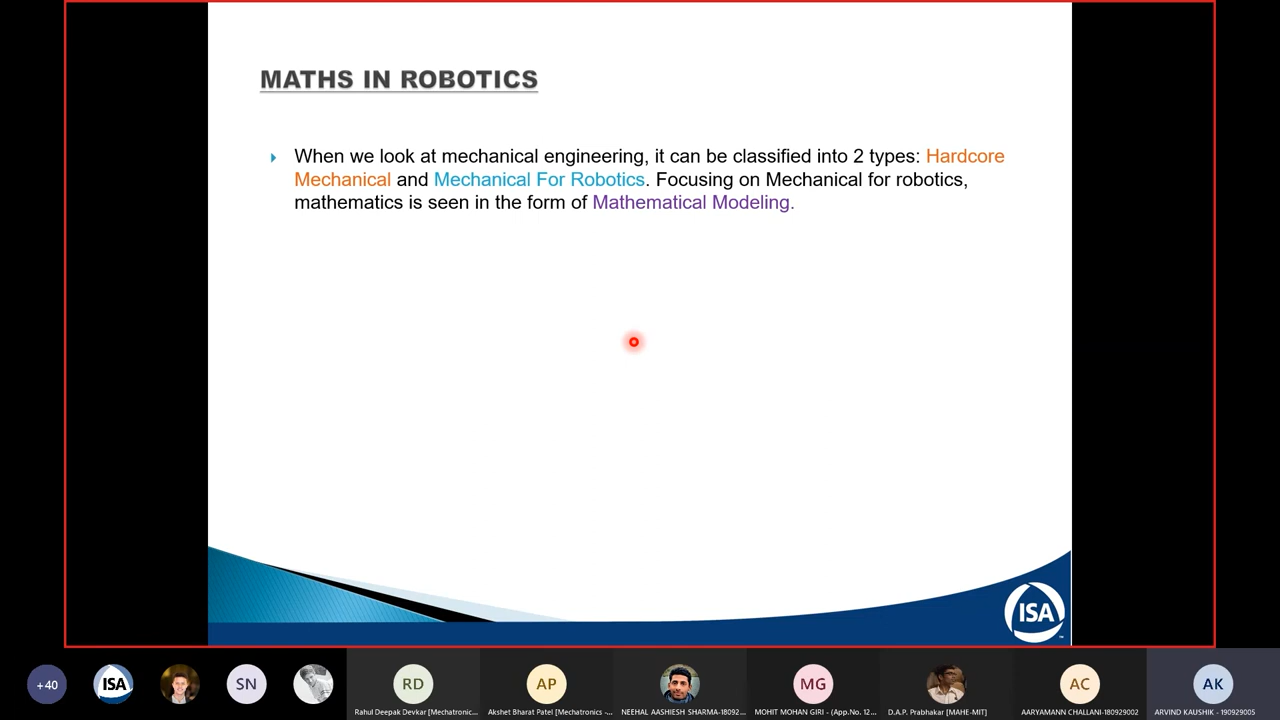 MATHS IN ROBOTICS
When we look at mechanical engineering, it can be classified into 2 types: Hardcore
Mechanical and Mechanical For Robotics. Focusing on Mechanical for robotics,
mathematics is seen in the form of Mathematical Modeling.
ISA
+40 ISA SN RD AP MG AC AK
Rahul Deepak Devkar [Mechatronic... Akshet Bharat Patel [Mechatronics -... NEEHAL AASHIESH SHARMA-18092... MOHIT MOHAN GIRI - (App.No. 12... D.A.P. Prabhakar [MAHE-MIT] AARYAMANN CHALLANI-180929002 ARVIND KAUSHIK - 190929005